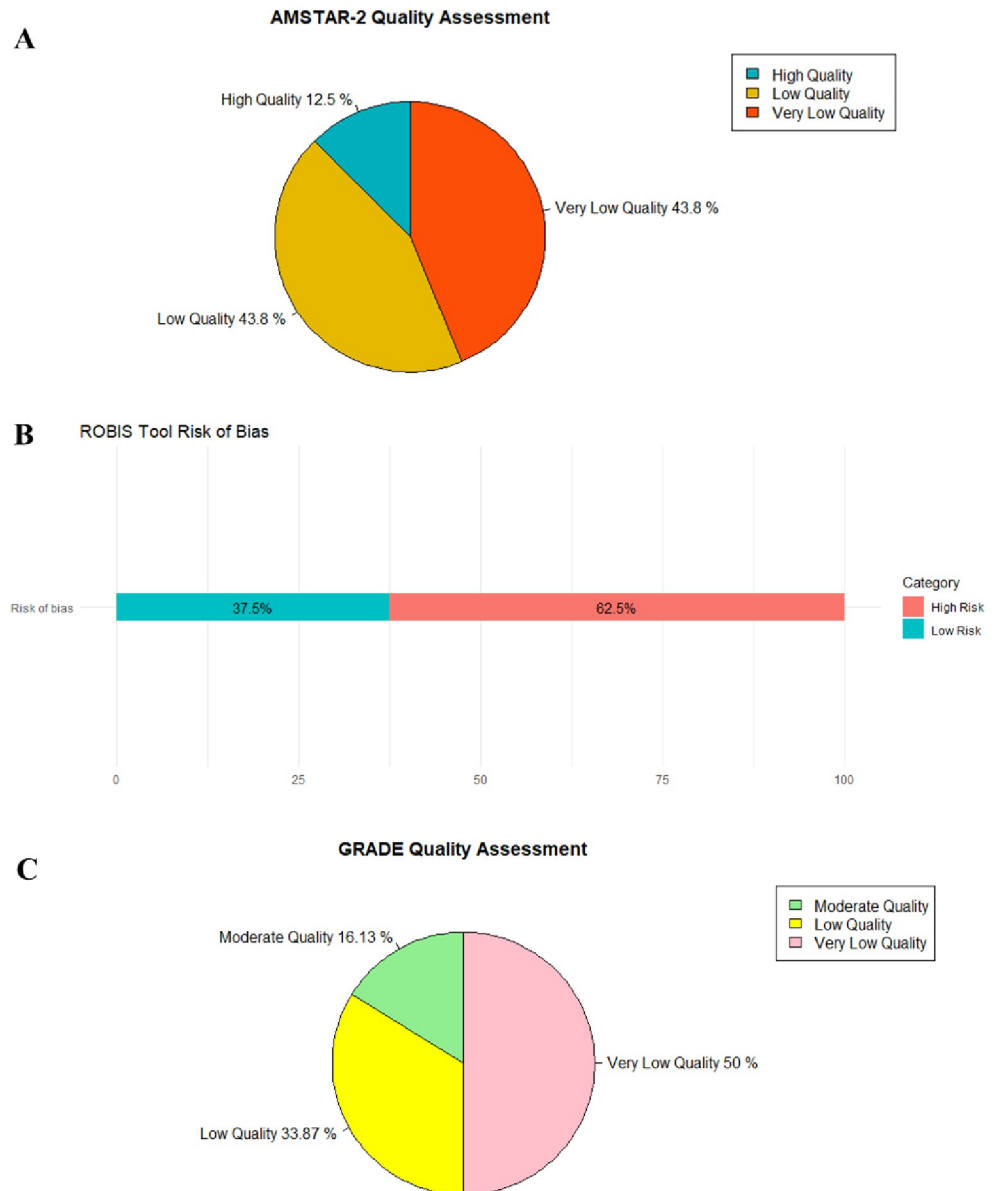 A
AMSTAR-2 Quality Assessment
High Quality
Low Quality
Very Low Quality
High Quality 12.5 %
Very Low Quality 43.8 %
Low Quality 43.8 %
B
ROBIS Tool Risk of Bias
Risk of bias
37.5%
62.5%
Category
High Risk
Low Risk
0
25
50
75
100
C
GRADE Quality Assessment
Moderate Quality
Low Quality
Very Low Quality
Moderate Quality 16.13 %
Very Low Quality 50 %
Low Quality 33.87 %